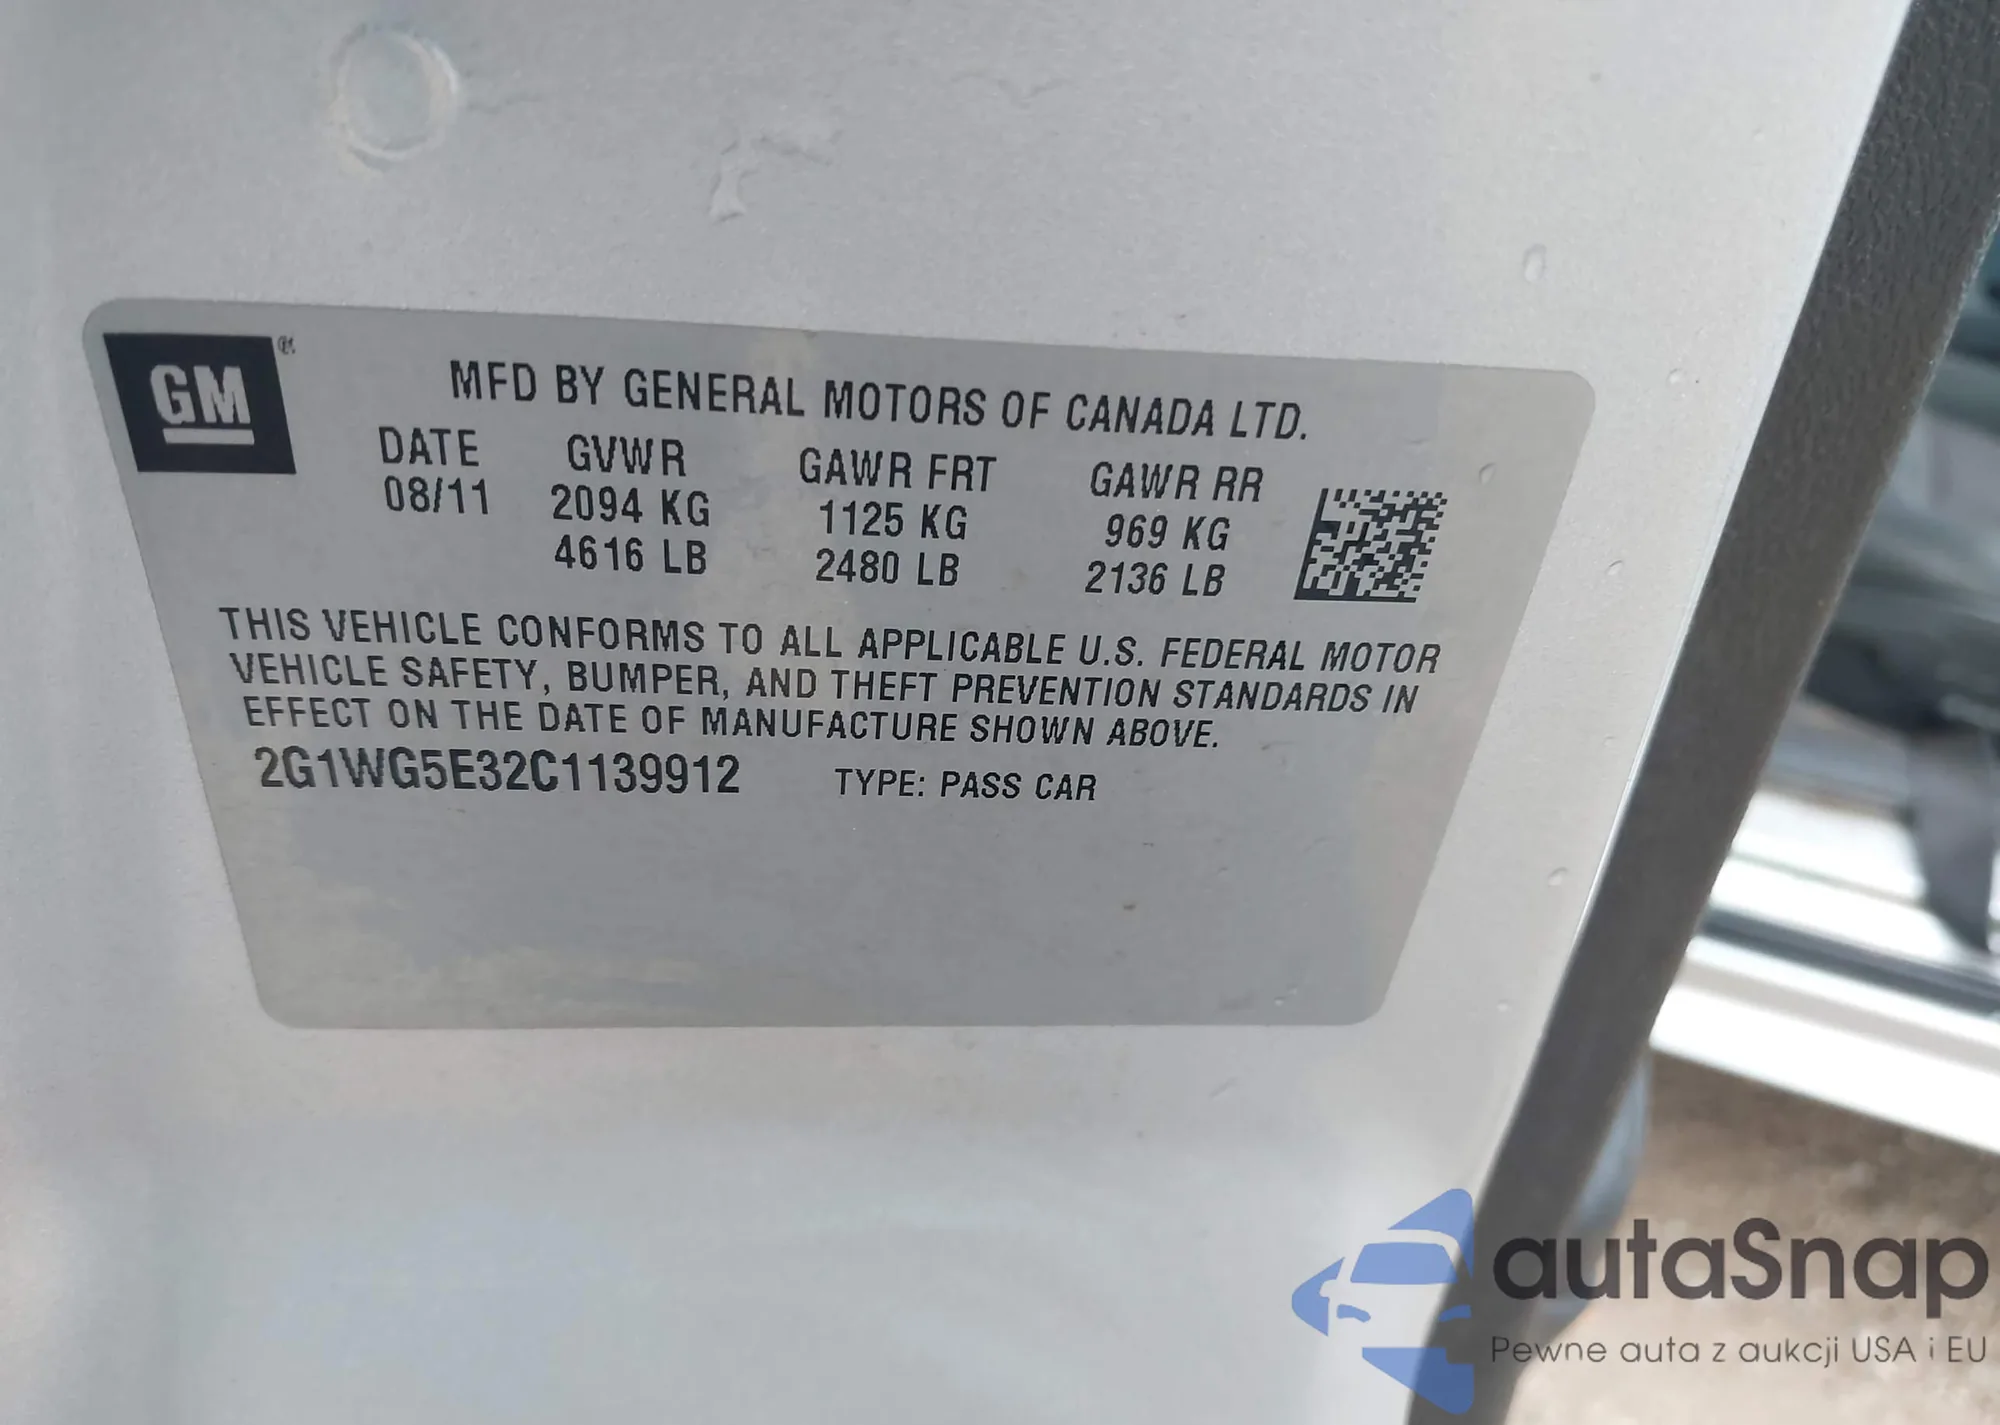 GM
MFD BY GENERAL MOTORS OF CANADA LTD.
DATE GVWR GAWR FRT GAWR RR
08/11 2094 KG 1125 KG 969 KG
4616 LB 2480 LB 2136 LB
THIS VEHICLE CONFORMS TO ALL APPLICABLE U.S. FEDERAL MOTOR
VEHICLE SAFETY, BUMPER, AND THEFT PREVENTION STANDARDS IN
EFFECT ON THE DATE OF MANUFACTURE SHOWN ABOVE.
2G1WG5E32C1139912 TYPE: PASS CAR
autaSnap
Pewne auta z aukcji USA i EU